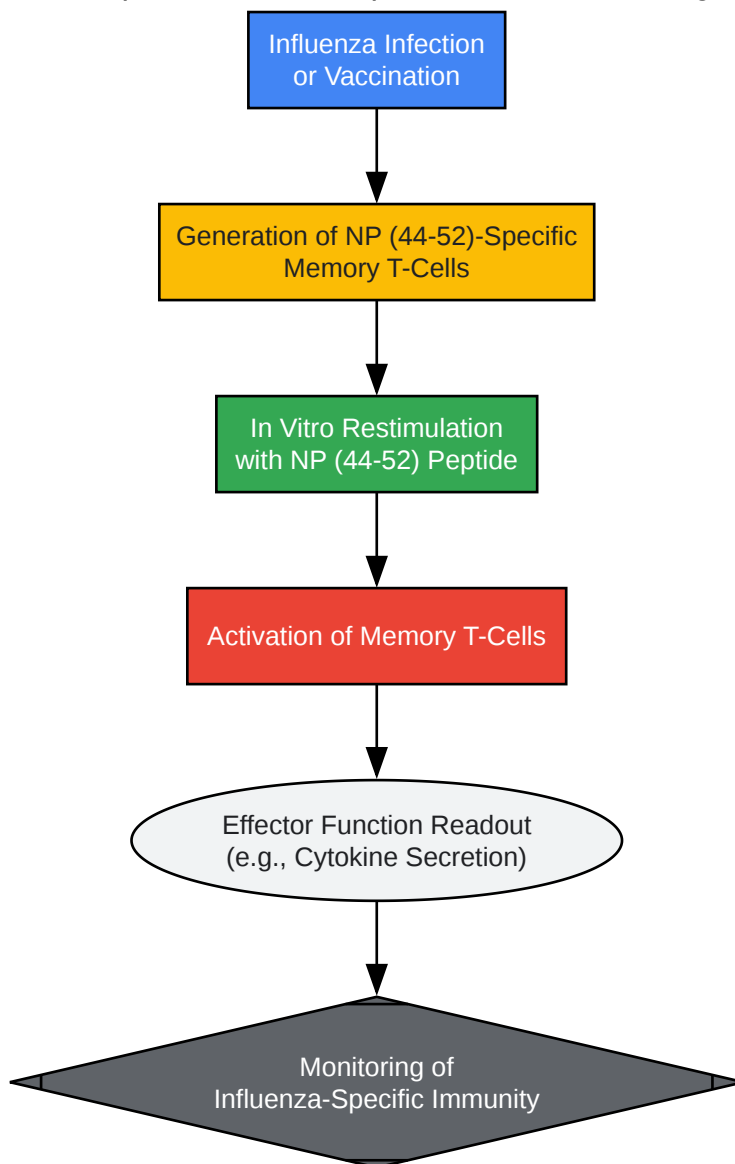 Influenza Infection
or Vaccination
Generation of NP (44-52)-Specific
Memory T-Cells
In Vitro Restimulation
with NP (44-52) Peptide
Activation of Memory T-Cells
Effector Function Readout
(e.g., Cytokine Secretion)
Monitoring of
Influenza-Specific Immunity